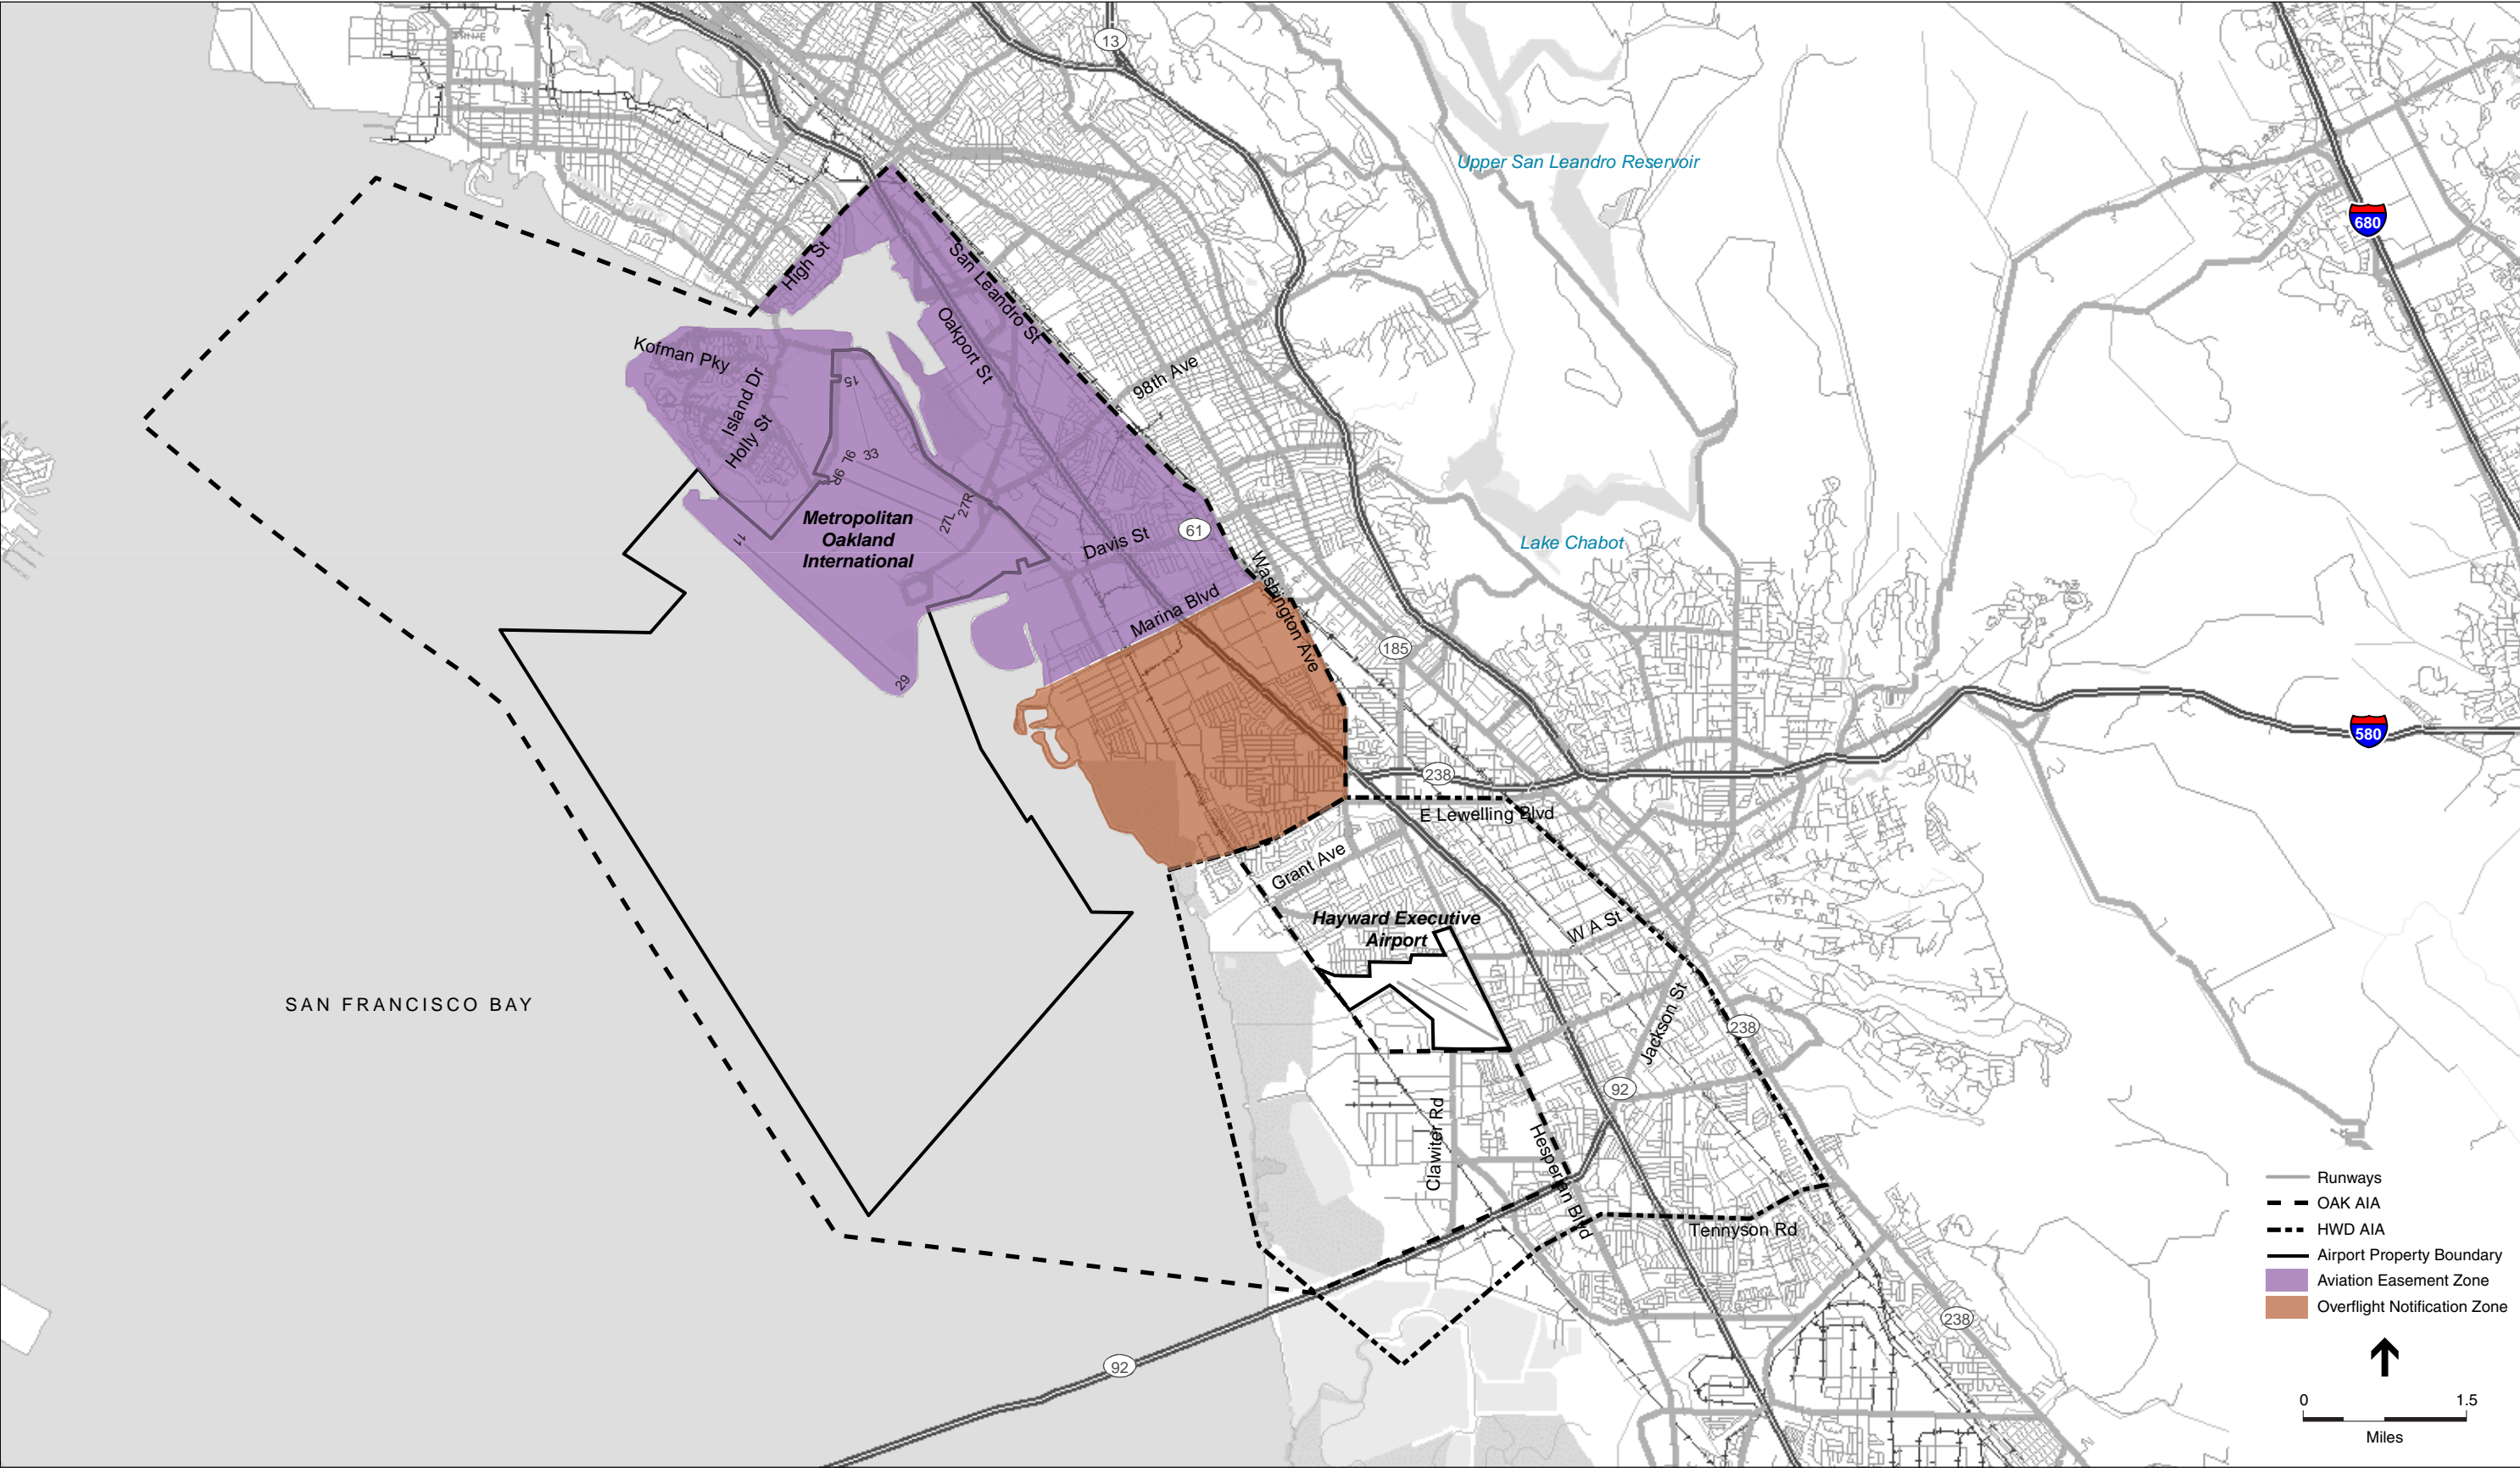 13
Upper San Leandro Reservoir
680
High St
San Leandro St
Oakport St
Kofman Pky
Island Dr
Holly St
98th Ave
15
33
9L
9R
27R
27L
11
29
Metropolitan
Oakland
International
61
Davis St
Lake Chabot
Washington Ave
Marina Blvd
185
580
238
E Lewelling Blvd
Grant Ave
Hayward Executive
Airport
W A St
SAN FRANCISCO BAY
Jackson St
238
92
Clawiter Rd
Hesperian Blvd
Tennyson Rd
238
92
Runways
OAK AIA
HWD AIA
Airport Property Boundary
Aviation Easement Zone
Overflight Notification Zone
0 1.5
Miles